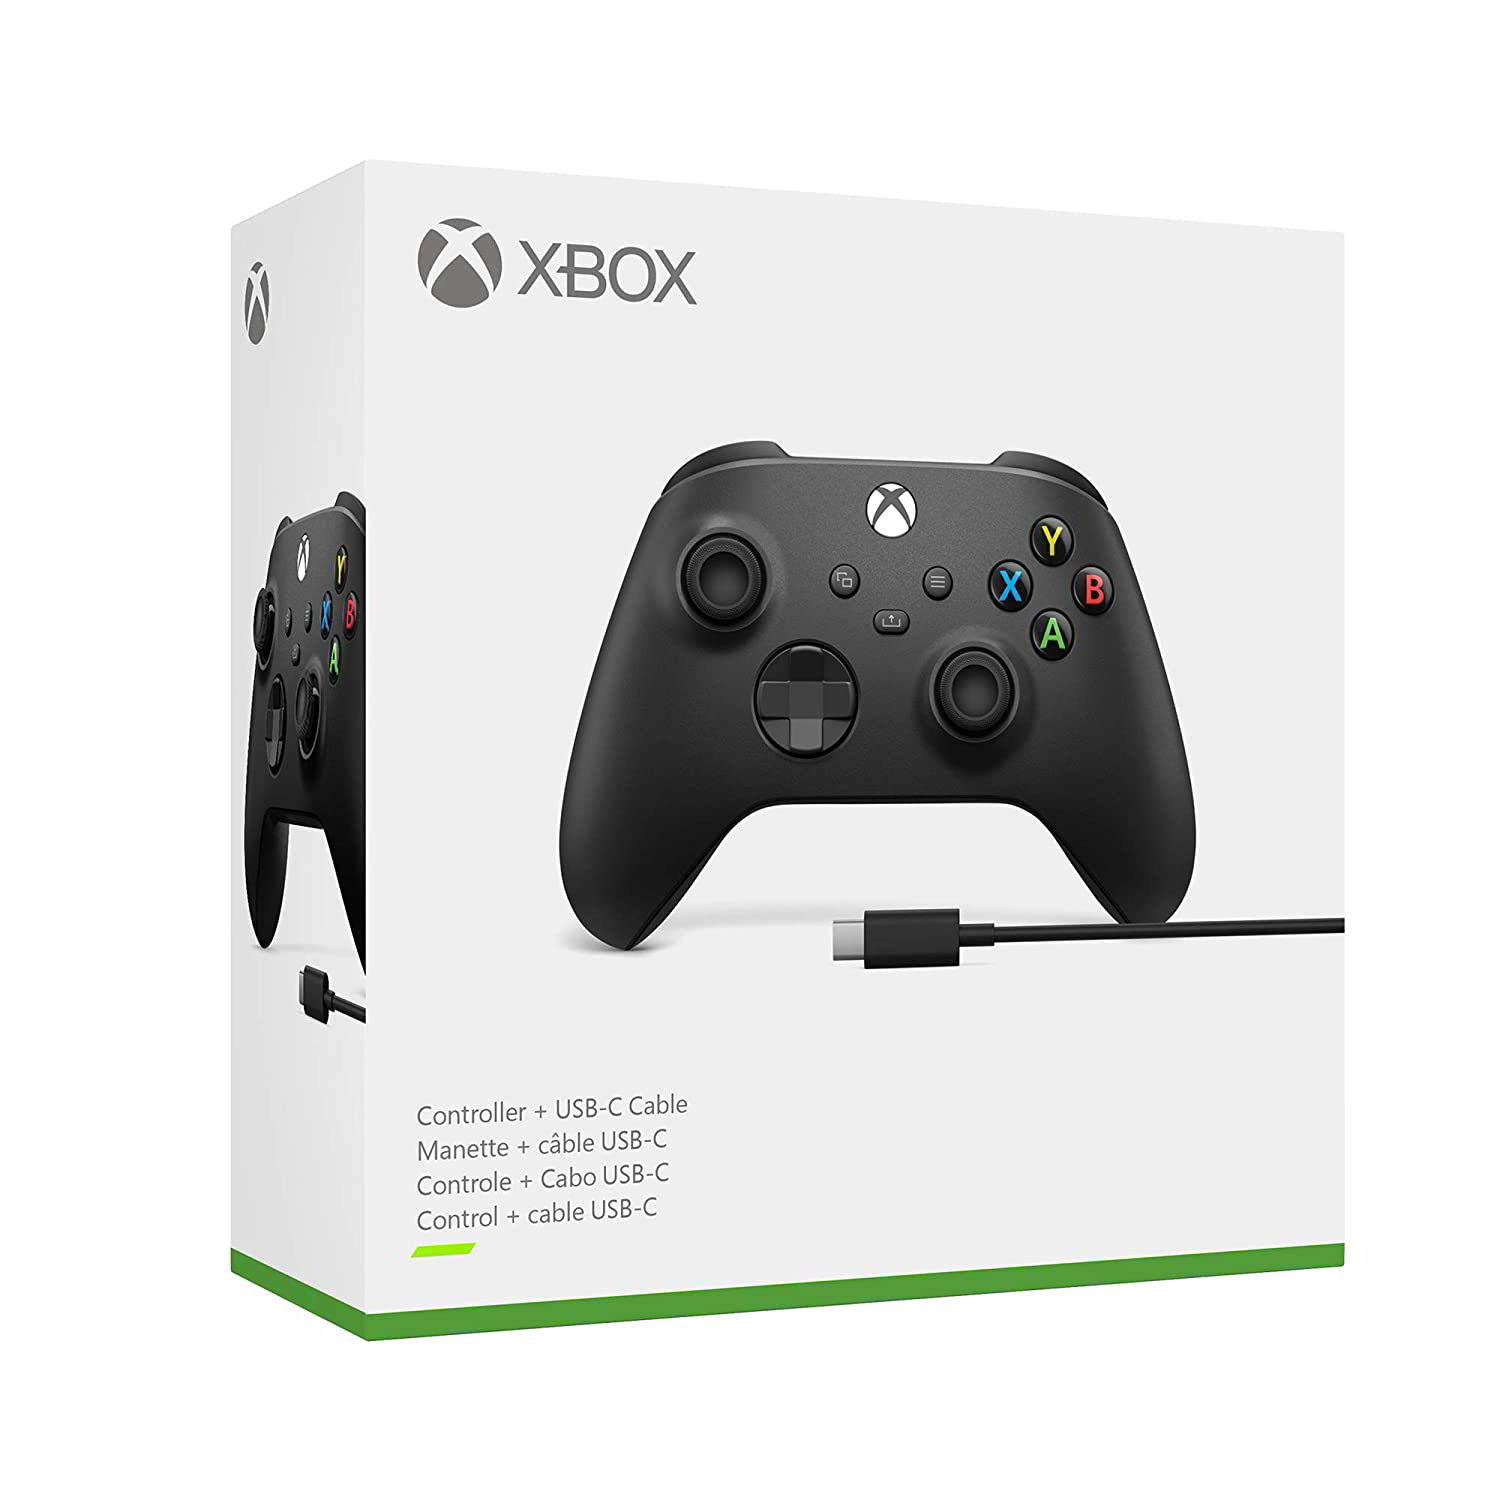 XBOX
Y
X
B
A
Y
X
B
A
Controller + USB-C Cable
Manette + câble USB-C
Controle + Cabo USB-C
Control + cable USB-C